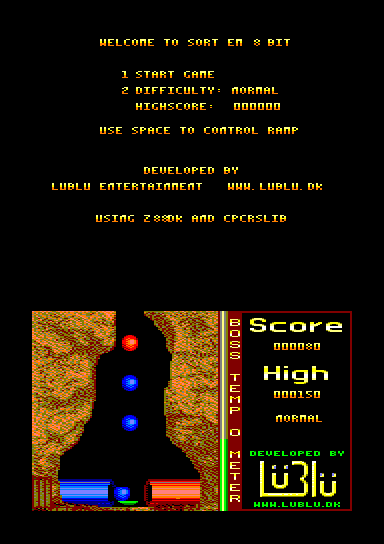 WELCOME TO SORT EM 8 BIT
1 START GAME
2 DIFFICULTY: NORMAL
HIGHSCORE: 000000
USE SPACE TO CONTROL RAMP
DEVELOPED BY
LUBLU ENTERTAINMENT WWW.LUBLU.DK
USING Z88DK AND CPCRSLIB
BOSS TEMP O METER
Score
000080
High
000150
NORMAL
DEVELOPED BY
LüBlü
WWW.LUBLU.DK